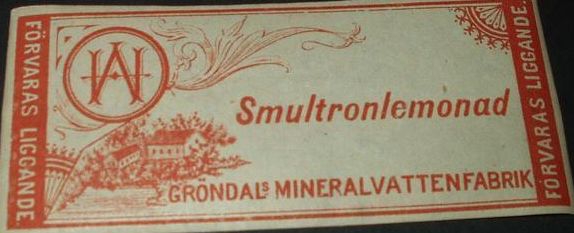 FÖRVARAS LIGGANDE.
Smultronlemonad
GRÖNDALS MINERALVATTENFABRIK
FÖRVARAS LIGGANDE.